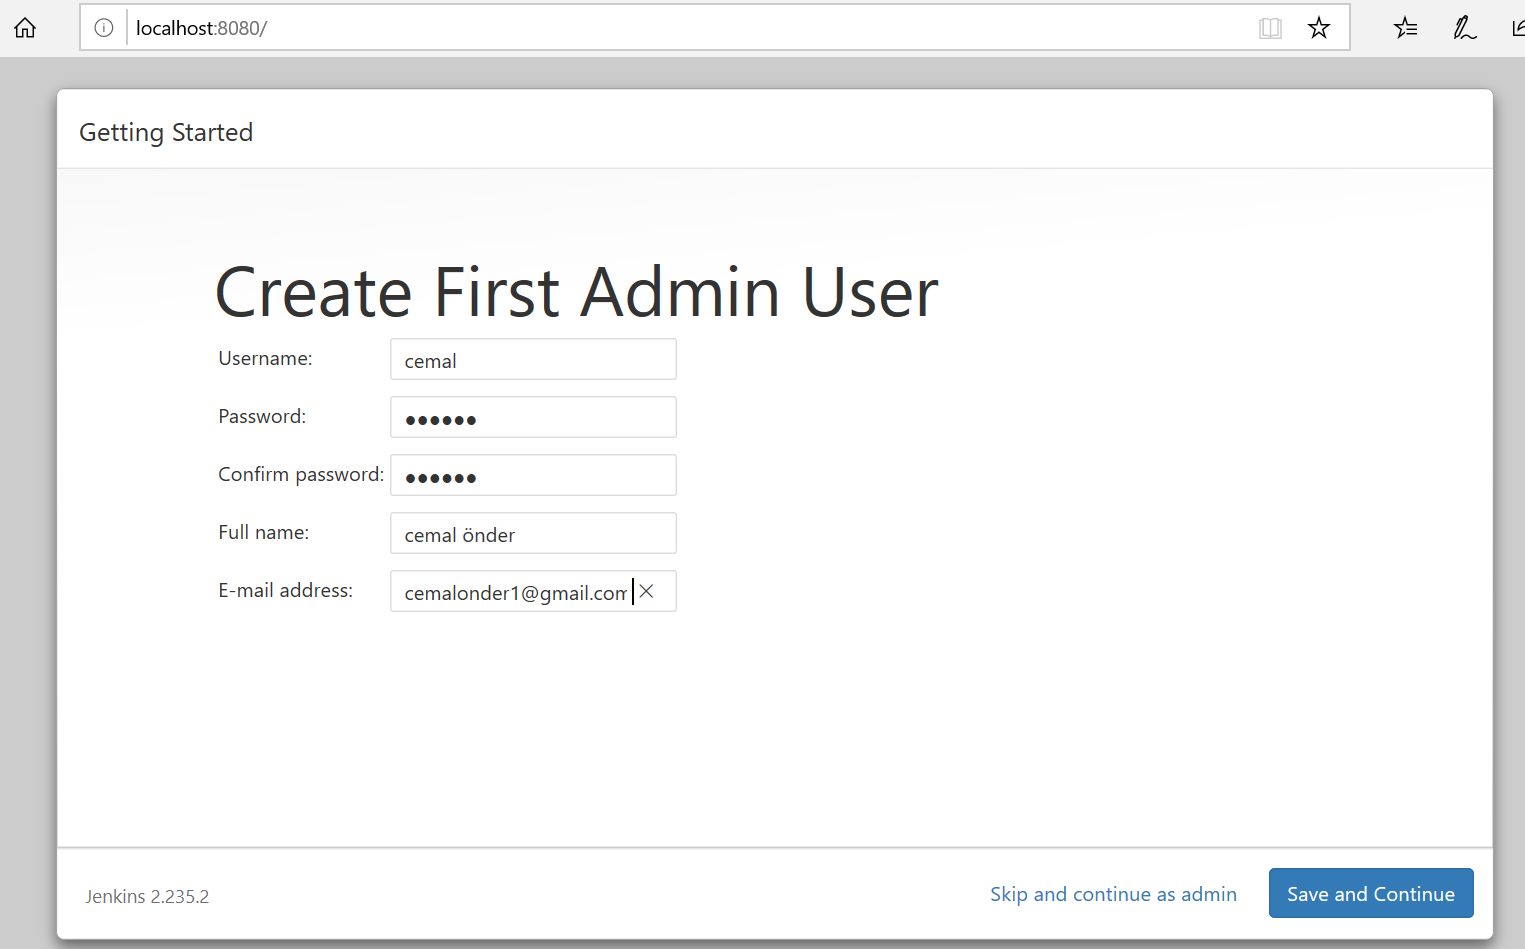 localhost:8080/
Getting Started
Create First Admin User
Username: cemal
Password: ●●●●●●
Confirm password: ●●●●●●
Full name: cemal önder
E-mail address: cemalonder1@gmail.com
Jenkins 2.235.2 Skip and continue as admin Save and Continue